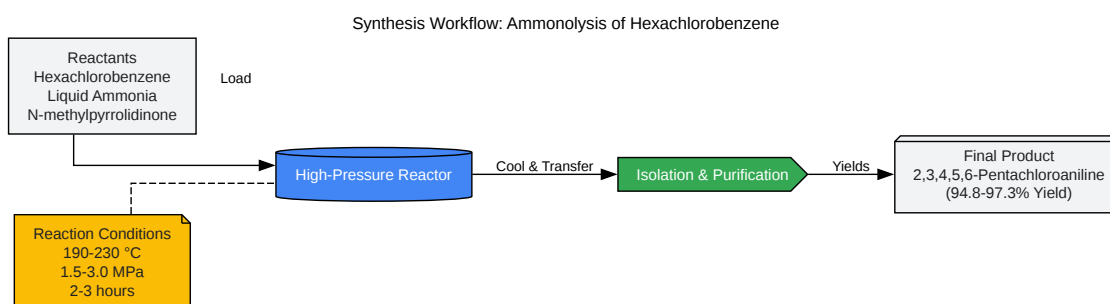 Synthesis Workflow: Ammonolysis of Hexachlorobenzene
Reactants
Hexachlorobenzene
Liquid Ammonia
N-methylpyrrolidinone
Load
High-Pressure Reactor
Cool & Transfer
Isolation & Purification
Yields
Final Product
2,3,4,5,6-Pentachloroaniline
(94.8-97.3% Yield)
Reaction Conditions
190-230 °C
1.5-3.0 MPa
2-3 hours